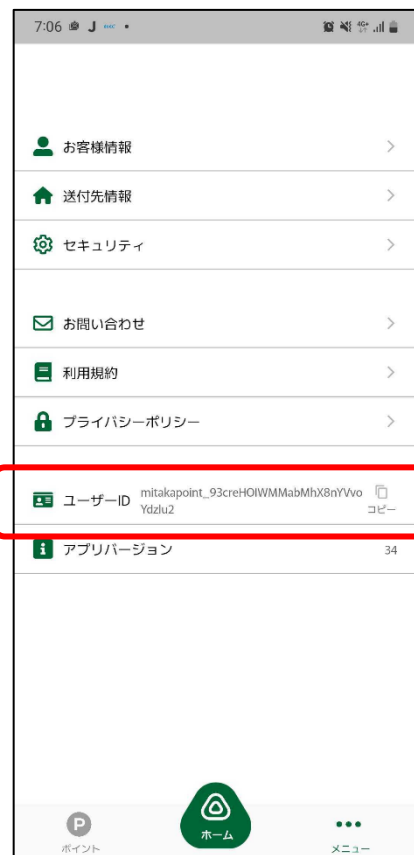 7:06
お客様情報
送付先情報
セキュリティ
お問い合わせ
利用規約
プライバシーポリシー
ユーザーID mitakapoint_93creHOIWMMabMhX8nYVvo
Ydzlu2
コピー
アプリバージョン 34
ポイント
ホーム
メニュー